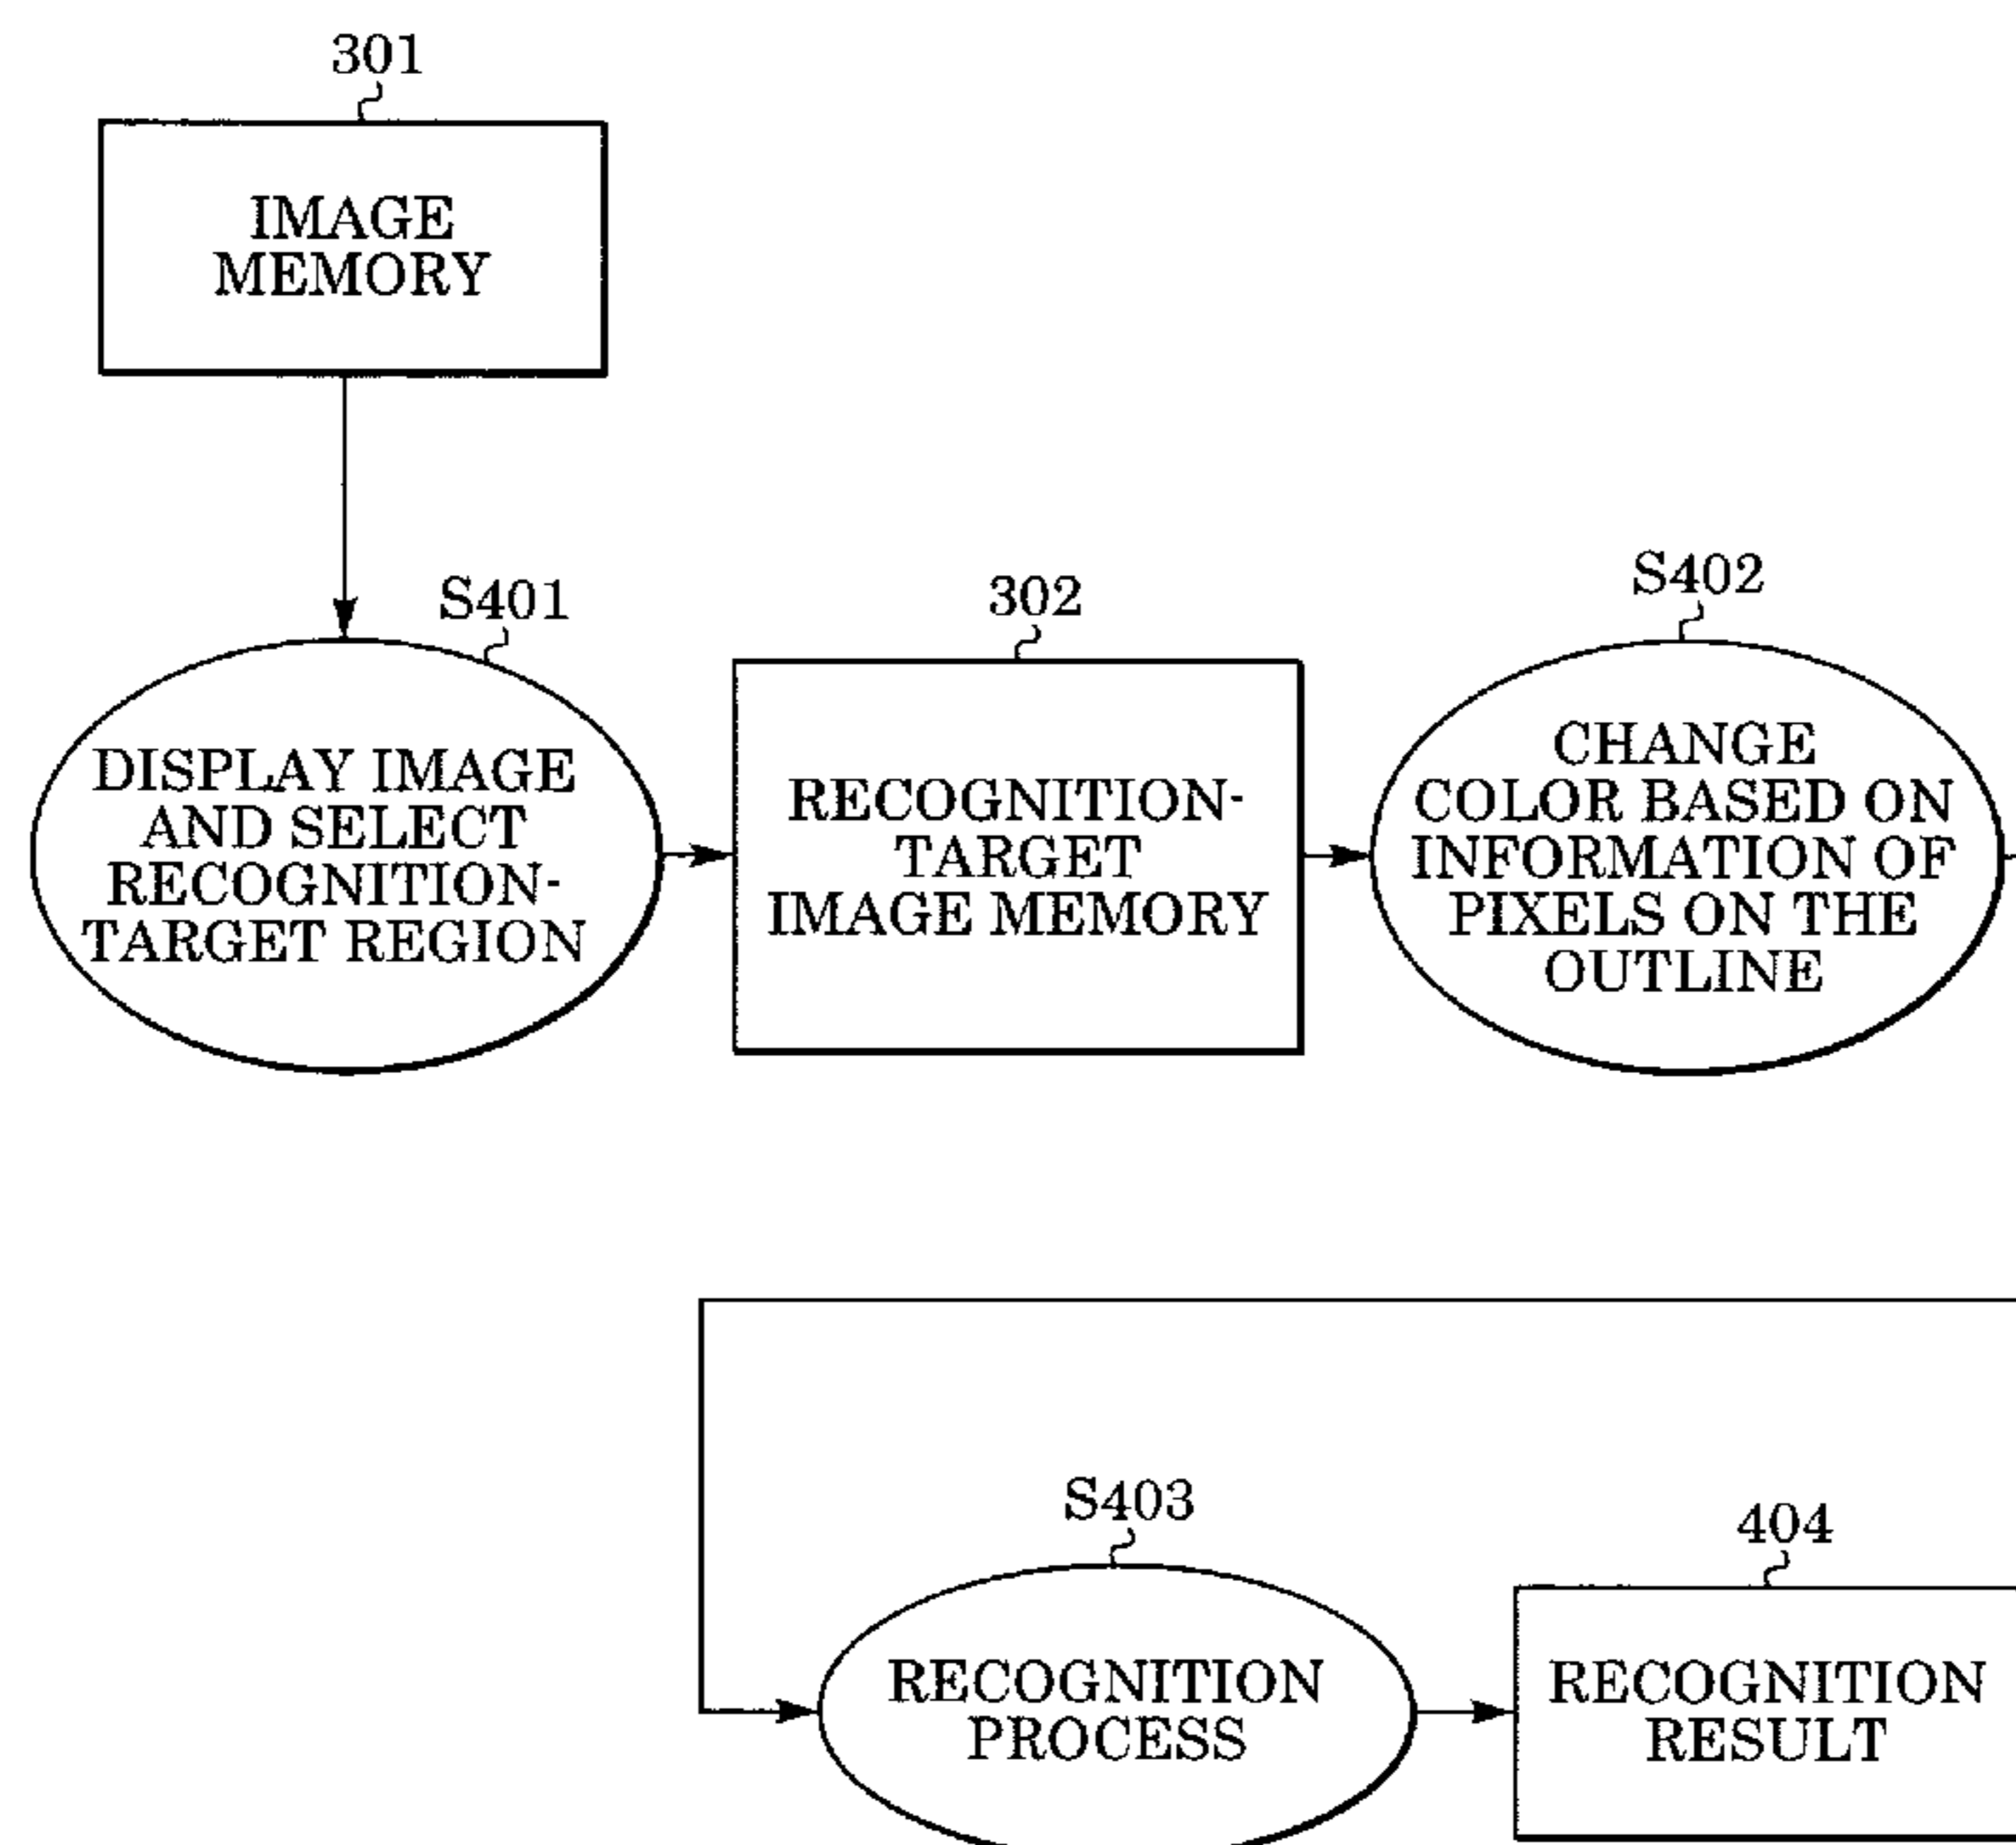 301
IMAGE
MEMORY
S401
DISPLAY IMAGE
AND SELECT
RECOGNITION-
TARGET REGION
302
RECOGNITION-
TARGET
IMAGE MEMORY
S402
CHANGE
COLOR BASED ON
INFORMATION OF
PIXELS ON THE
OUTLINE
S403
RECOGNITION
PROCESS
404
RECOGNITION
RESULT